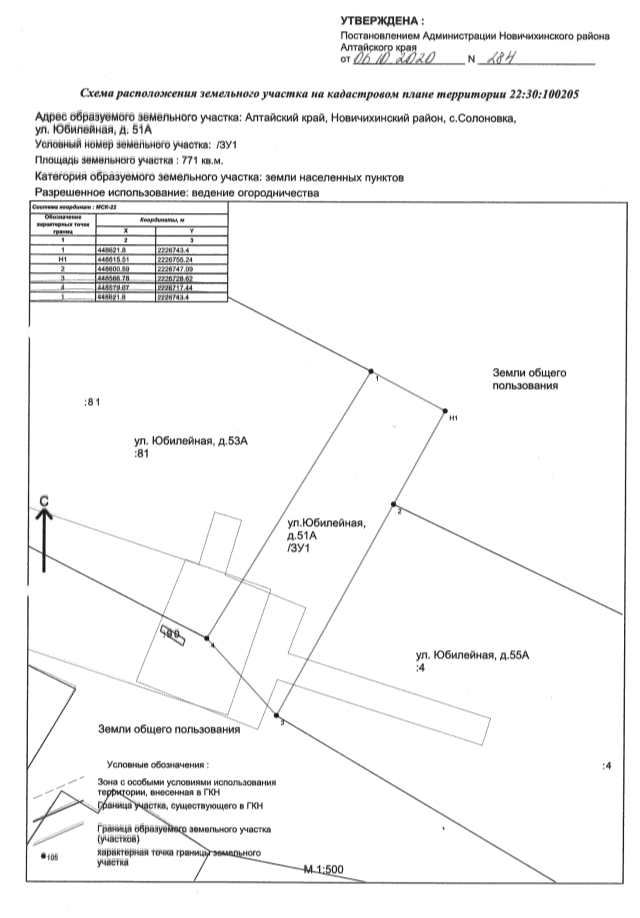 УТВЕРЖДЕНА :
Постановлением Администрации Новичихинского района
Алтайского края
от 06.10.2020 N 284
Схема расположения земельного участка на кадастровом плане территории 22:30:100205
Адрес образуемого земельного участка: Алтайский край, Новичихинский район, с.Солоновка,
ул. Юбилейная, д. 51А
Условный номер земельного участка: /ЗУ1
Площадь земельного участка : 771 кв.м.
Категория образуемого земельного участка: земли населенных пунктов
Разрешенное использование: ведение огородничества
Система координат : МСК-22
Обозначение характерных точек границ Координаты, м
X Y
1 2 3
1 448621.8 2226743.4
Н1 448615.51 2226755.24
2 448600.59 2226747.09
3 448566.78 2226728.62
4 448579.07 2226717.44
1 448621.8 2226743.4
Земли общего
пользования
1
Н1
:81
ул. Юбилейная, д.53А
:81
С
2
ул.Юбилейная,
д.51А
/ЗУ1
4
ул. Юбилейная, д.55А
:4
3
Земли общего пользования
:4
Условные обозначения :
Зона с особыми условиями использования
территории, внесенная в ГКН
Граница участка, существующего в ГКН
Граница образуемого земельного участка
(участков)
характерная точка границы земельного
участка
105
М 1:500